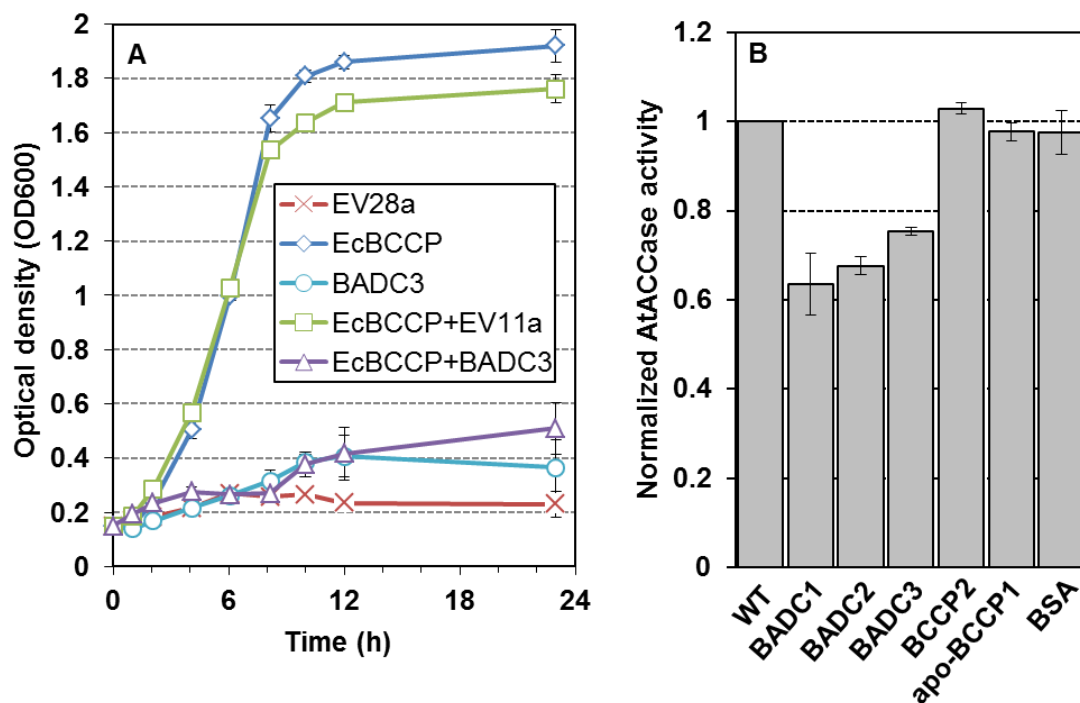 A
Optical density (OD600)
2
1.8
1.6
1.4
1.2
1
0.8
0.6
0.4
0.2
0
EV28a
EcBCCP
BADC3
EcBCCP+EV11a
EcBCCP+BADC3
0 6 12 18 24
Time (h)
B
Normalized AtACCase activity
1.2
1
0.8
0.6
0.4
0.2
0
WT
BADC1
BADC2
BADC3
BCCP2
apo-BCCP1
BSA